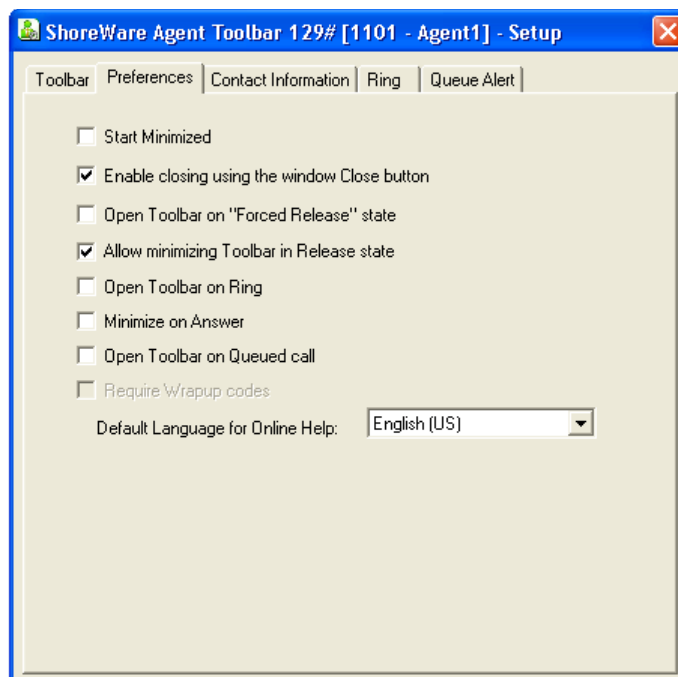 ShoreWare Agent Toolbar 129# [1101 - Agent1] - Setup
Toolbar Preferences Contact Information Ring Queue Alert
Start Minimized
Enable closing using the window Close button
Open Toolbar on "Forced Release" state
Allow minimizing Toolbar in Release state
Open Toolbar on Ring
Minimize on Answer
Open Toolbar on Queued call
Require Wrapup codes
Default Language for Online Help: English (US)